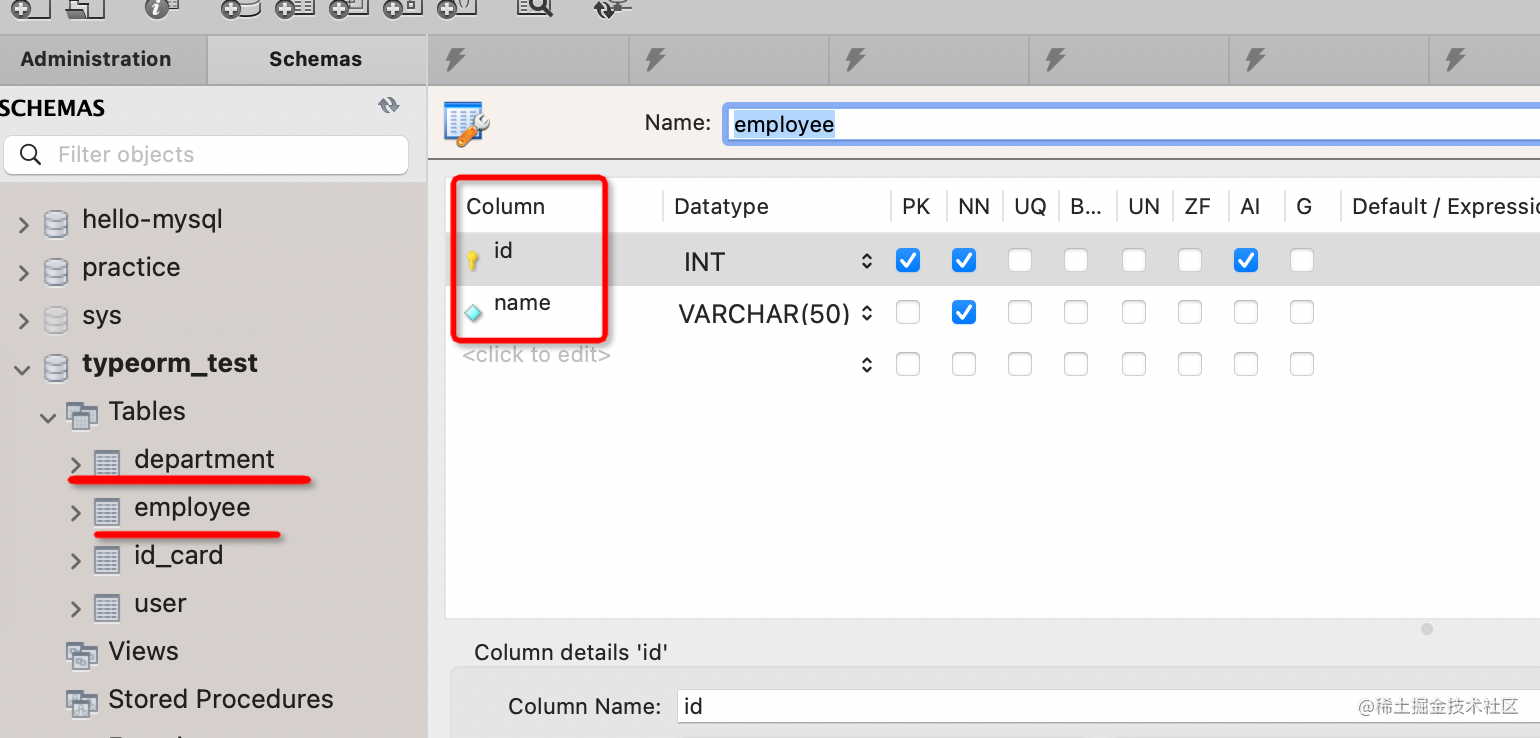 Administration
Schemas
SCHEMAS
Filter objects
hello-mysql
practice
sys
typeorm_test
Tables
department
employee
id_card
user
Views
Stored Procedures
Name: employee
Column Datatype PK NN UQ B... UN ZF AI G Default / Expressio
id INT
name VARCHAR(50)
<click to edit>
Column details 'id'
Column Name: id
@稀土掘金技术社区